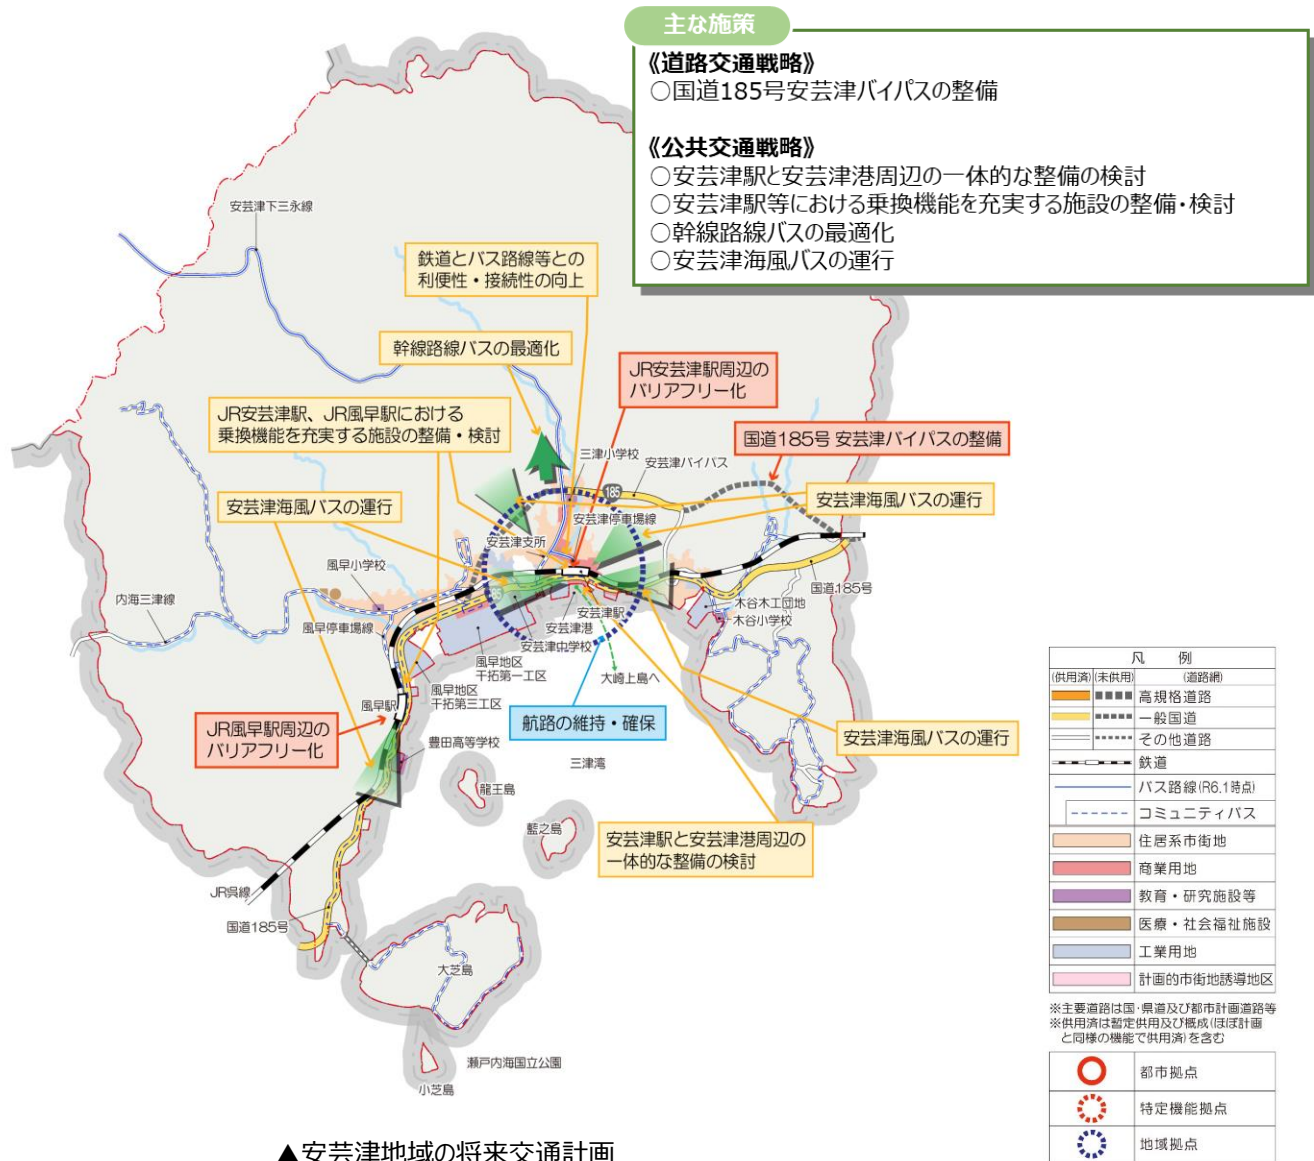 主な施策
《道路交通戦略》
○国道185号安芸津バイパスの整備
《公共交通戦略》
○安芸津駅と安芸津港周辺の一体的な整備の検討
○安芸津駅等における乗換機能を充実する施設の整備・検討
○幹線路線バスの最適化
○安芸津海風バスの運行
安芸津下三永線
鉄道とバス路線等との
利便性・接続性の向上
幹線路線バスの最適化
JR安芸津駅周辺の
バリアフリー化
JR安芸津駅、JR風早駅における
乗換機能を充実する施設の整備・検討
国道185号 安芸津バイパスの整備
三津小学校
安芸津バイパス
185
安芸津海風バスの運行
安芸津海風バスの運行
安芸津停車場線
安芸津支所
風早小学校
内海三津線
風早停車場線
185
国道185号
木谷木工団地
木谷小学校
安芸津駅
安芸津港
安芸津中学校
風早地区
干拓第一工区
大崎上島へ
風早地区
干拓第三工区
風早駅
JR風早駅周辺の
バリアフリー化
航路の維持・確保
安芸津海風バスの運行
豊田高等学校
三津湾
龍王島
藍之島
安芸津駅と安芸津港周辺の
一体的な整備の検討
JR呉線
国道185号
大芝島
瀬戸内海国立公園
小芝島
凡 例
(供用済) (未供用) (道路網)
高規格道路
一般国道
その他道路
鉄道
バス路線(R6.1時点)
コミュニティバス
住居系市街地
商業用地
教育・研究施設等
医療・社会福祉施設
工業用地
計画的市街地誘導地区
※主要道路は国・県道及び都市計画道路等
※供用済は暫定供用及び概成(ほぼ計画
と同様の機能で供用済)を含む
都市拠点
特定機能拠点
地域拠点
▲安芸津地域の将来交通計画